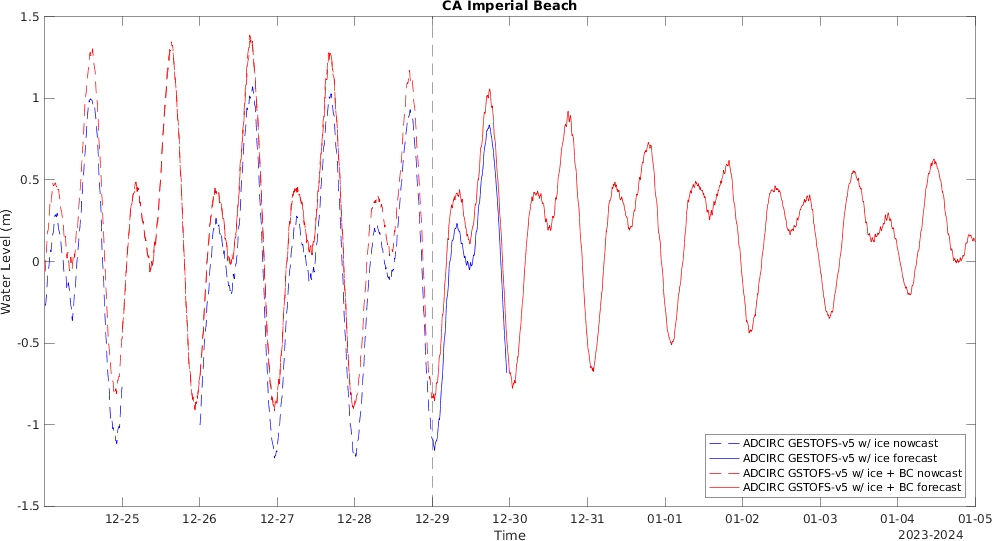 CA Imperial Beach
1.5
1
0.5
0
-0.5
-1
-1.5
Water Level (m)
12-25 12-26 12-27 12-28 12-29 12-30 12-31 01-01 01-02 01-03 01-04 01-05
Time
2023-2024
ADCIRC GESTOFS-v5 w/ ice nowcast
ADCIRC GESTOFS-v5 w/ ice forecast
ADCIRC GSTOFS-v5 w/ ice + BC nowcast
ADCIRC GSTOFS-v5 w/ ice + BC forecast